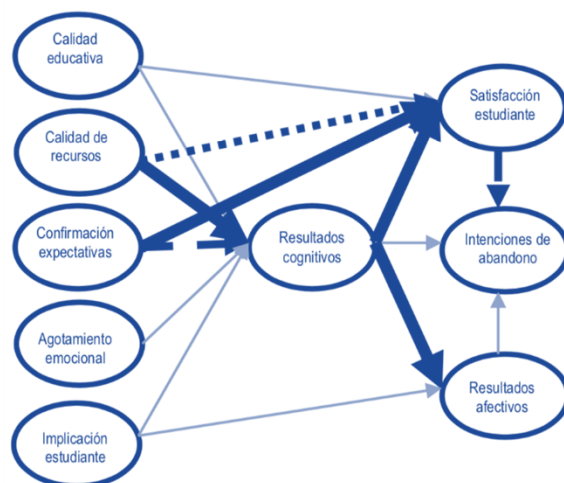 Calidad
educativa
Calidad de
recursos
Confirmación
expectativas
Agotamiento
emocional
Implicación
estudiante
Resultados
cognitivos
Satisfacción
estudiante
Intenciones de
abandono
Resultados
afectivos